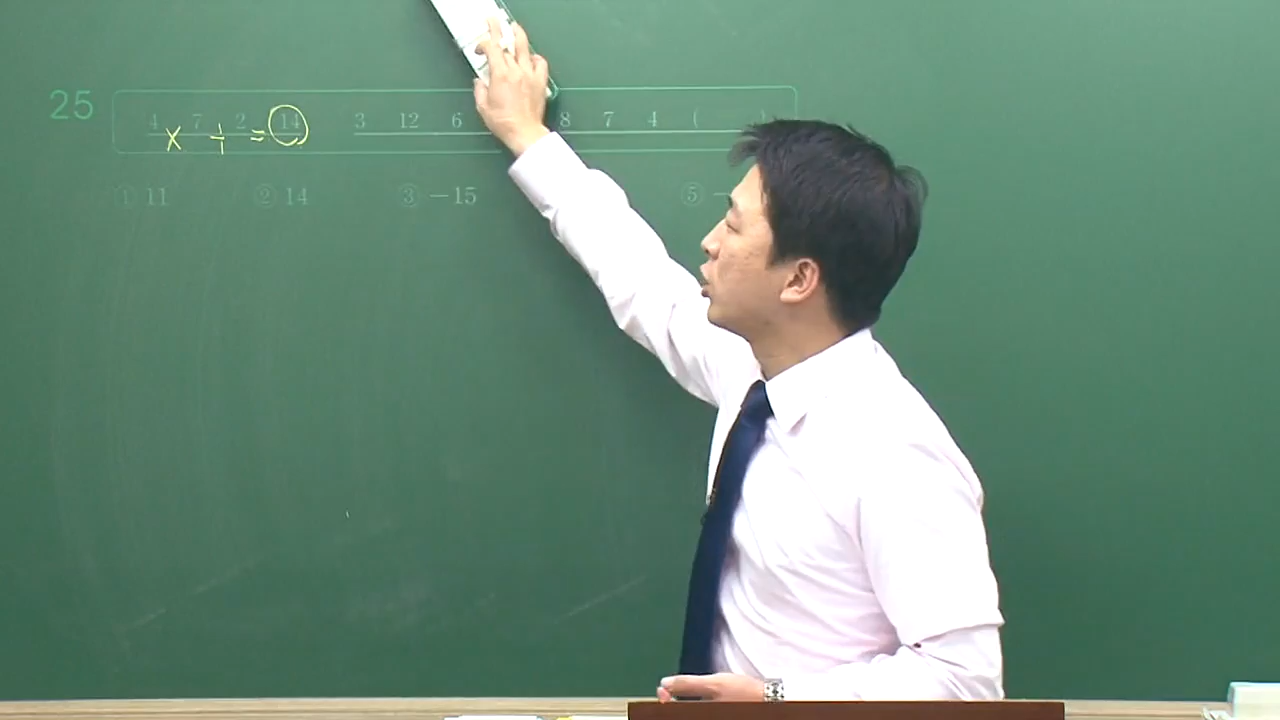 25
4 7 2 14 3 12 6 8 7 4 ( )
× ÷ =
① 11 ② 14 ③ −15 ⑤ −